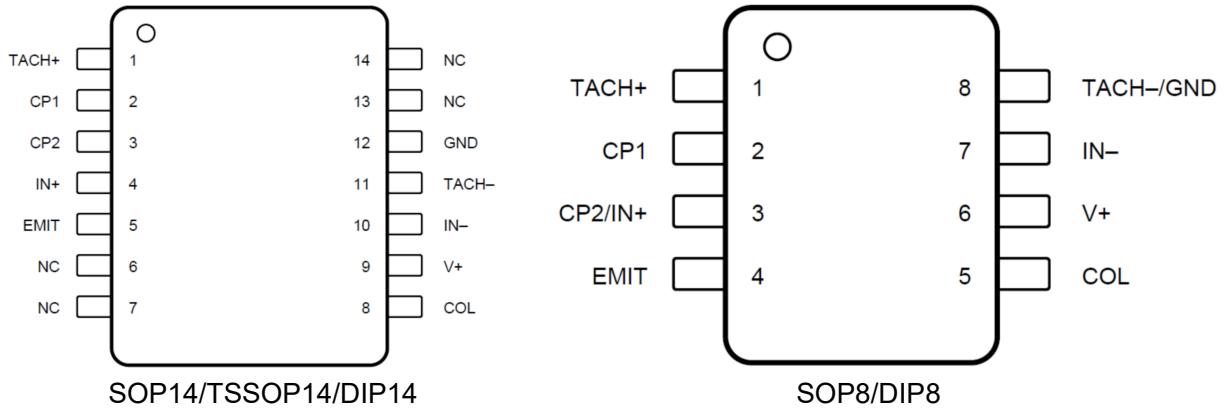 TACH+ 1 14 NC
CP1 2 13 NC
CP2 3 12 GND
IN+ 4 11 TACH–
EMIT 5 10 IN–
NC 6 9 V+
NC 7 8 COL
SOP14/TSSOP14/DIP14
TACH+ 1 8 TACH–/GND
CP1 2 7 IN–
CP2/IN+ 3 6 V+
EMIT 4 5 COL
SOP8/DIP8